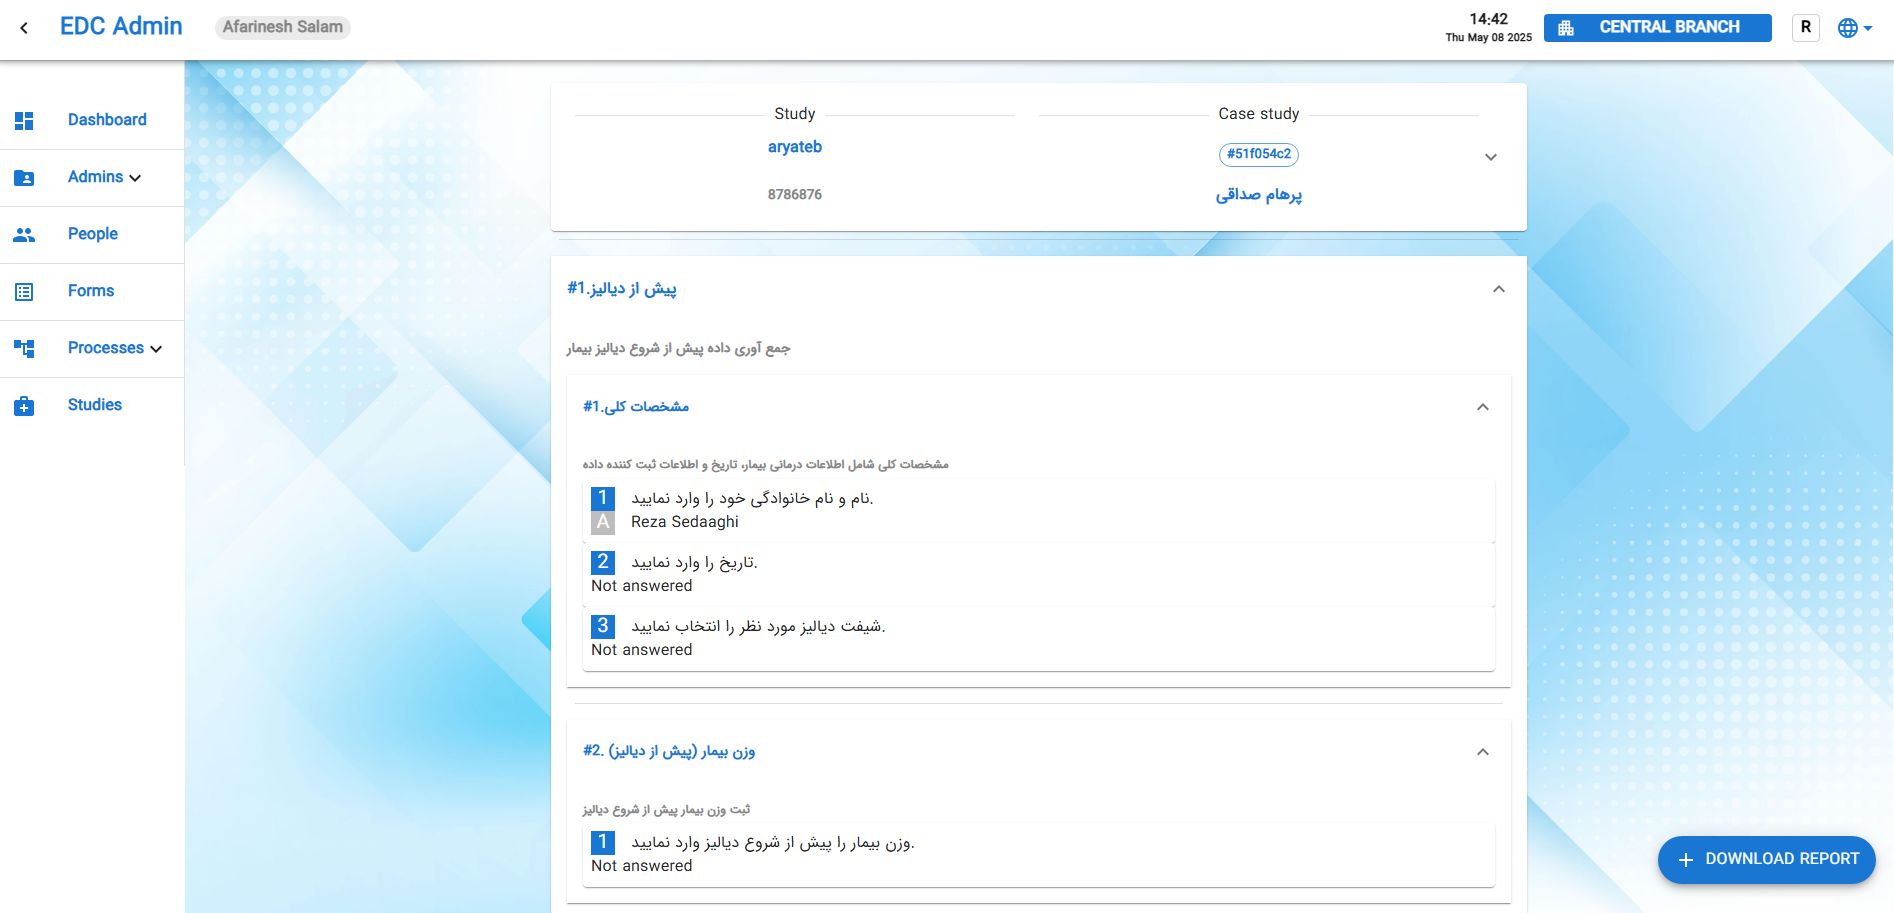 EDC Admin
Afarinesh Salam
14:42
Thu May 08 2025
CENTRAL BRANCH
R
Dashboard
Admins
People
Forms
Processes
Studies
Study
aryateb
8786876
Case study
#51f054c2
پرهام صداقی
#1.پیش از دیالیز
جمع آوری داده پیش از شروع دیالیز بیمار
#1.مشخصات کلی
مشخصات کلی شامل اطلاعات درمانی بیمار، تاریخ و اطلاعات ثبت کننده داده
1 نام و نام خانوادگی خود را وارد نمایید.
A Reza Sedaaghi
2 تاریخ را وارد نمایید.
Not answered
3 شیفت دیالیز مورد نظر را انتخاب نمایید.
Not answered
#2. وزن بیمار (پیش از دیالیز)
ثبت وزن بیمار پیش از شروع دیالیز
1 وزن بیمار را پیش از شروع دیالیز وارد نمایید.
Not answered
DOWNLOAD REPORT